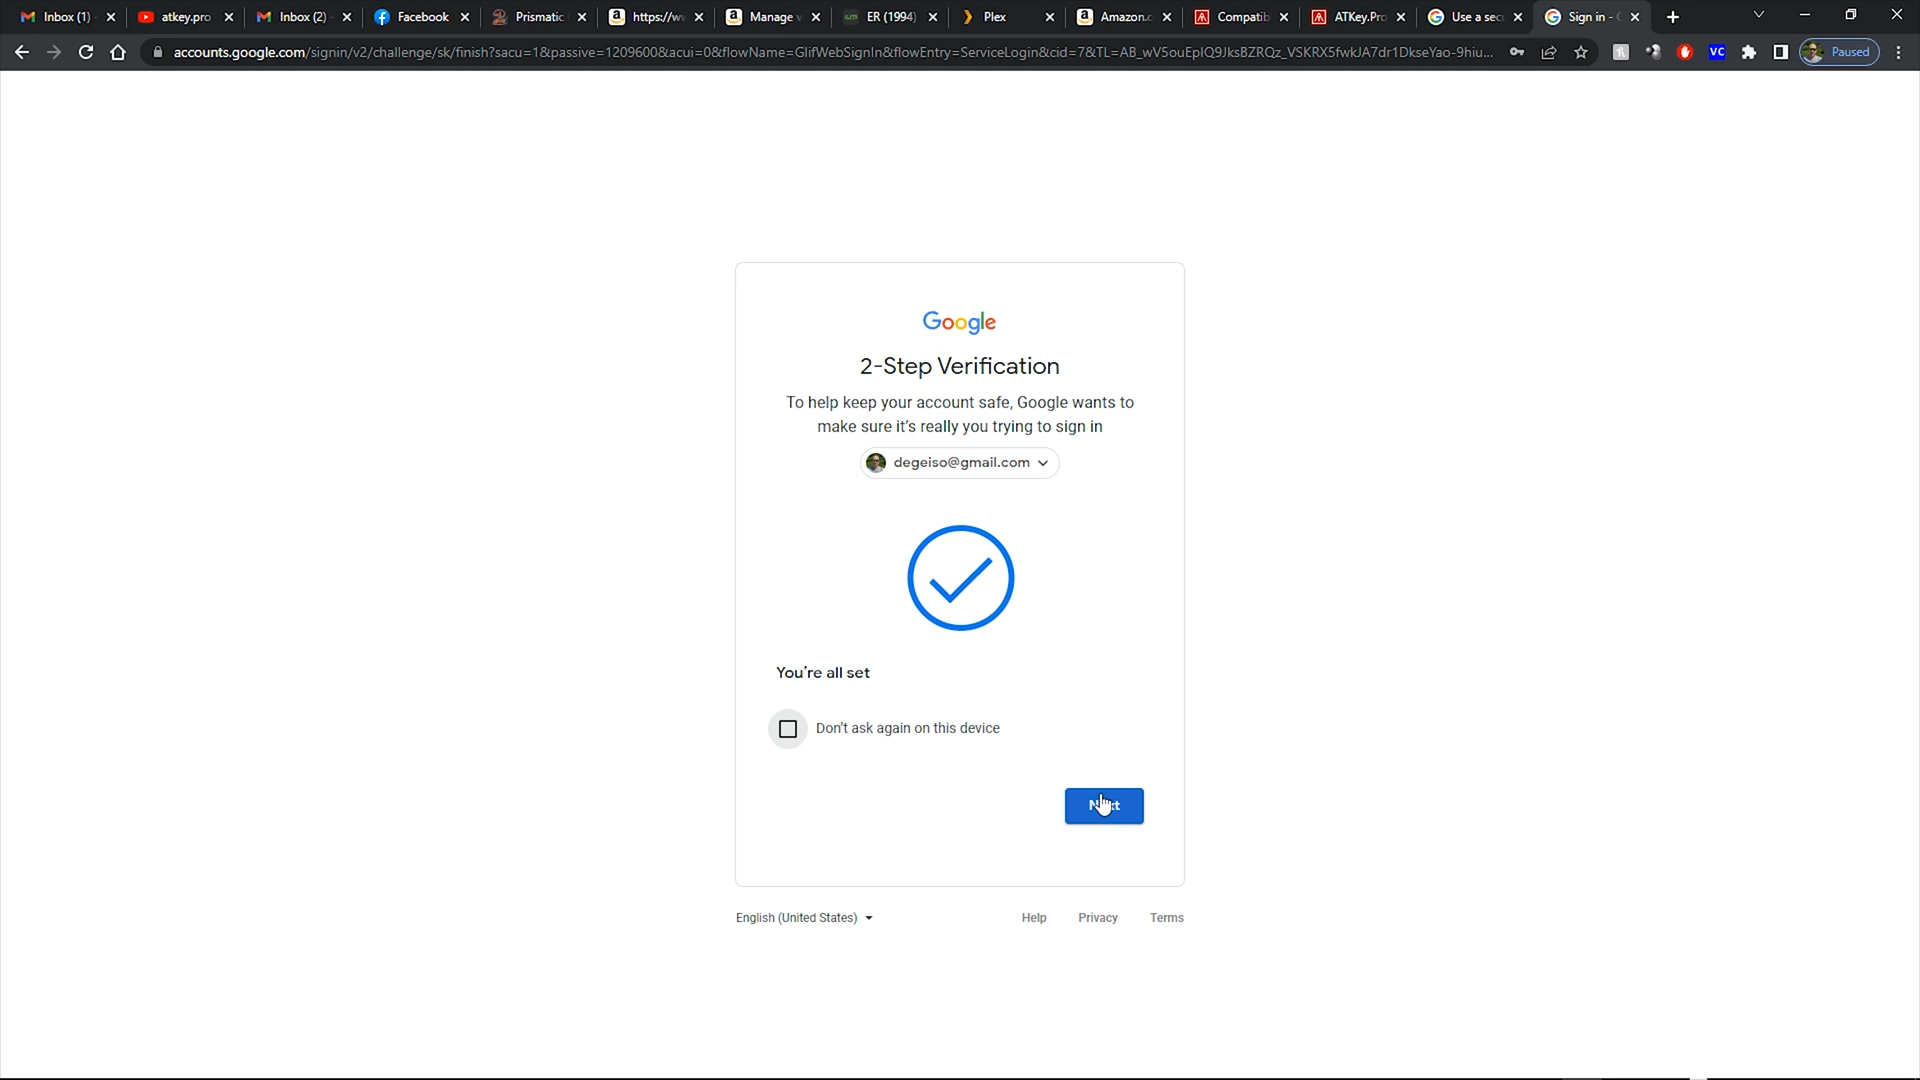 Inbox (1)
atkey.pro
Inbox (2)
Facebook
Prismatic
https://w
Manage
ER (1994)
Plex
Amazon.c
Compatib
ATKey.Pro
Use a sec
Sign in -
accounts.google.com/signin/v2/challenge/sk/finish?sacu=1&passive=1209600&acui=0&flowName=GlifWebSignIn&flowEntry=ServiceLogin&cid=7&TL=AB_wV5ouEpIQ9JksBZRQz_VSKRX5fwkJA7dr1DkseYao-9hiu...
VC
Paused
Google
2-Step Verification
To help keep your account safe, Google wants to
make sure it's really you trying to sign in
degeiso@gmail.com
You're all set
Don't ask again on this device
Next
English (United States)
Help
Privacy
Terms